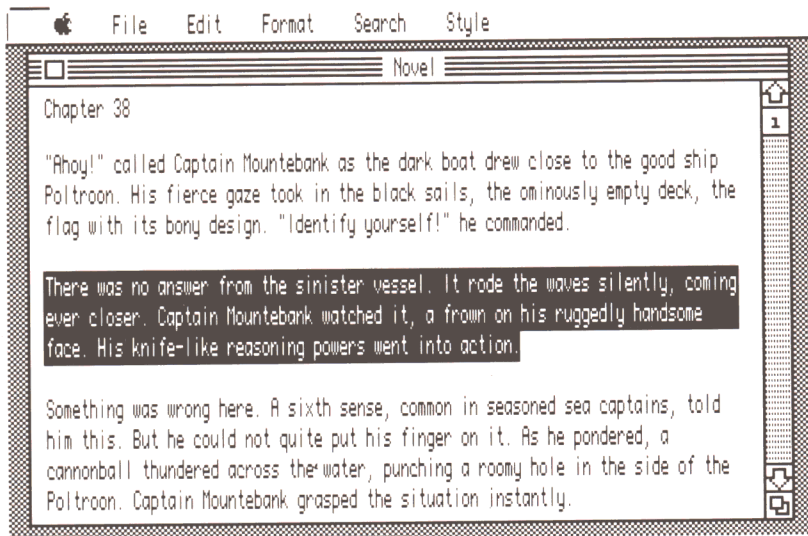 File Edit Format Search Style
Novel
Chapter 38
1
"Ahoy!" called Captain Mountebank as the dark boat drew close to the good ship
Poltroon. His fierce gaze took in the black sails, the ominously empty deck, the
flag with its bony design. "Identify yourself!" he commanded.
There was no answer from the sinister vessel. It rode the waves silently, coming
ever closer. Captain Mountebank watched it, a frown on his ruggedly handsome
face. His knife-like reasoning powers went into action.
Something was wrong here. A sixth sense, common in seasoned sea captains, told
him this. But he could not quite put his finger on it. As he pondered, a
cannonball thundered across the water, punching a roomy hole in the side of the
Poltroon. Captain Mountebank grasped the situation instantly.